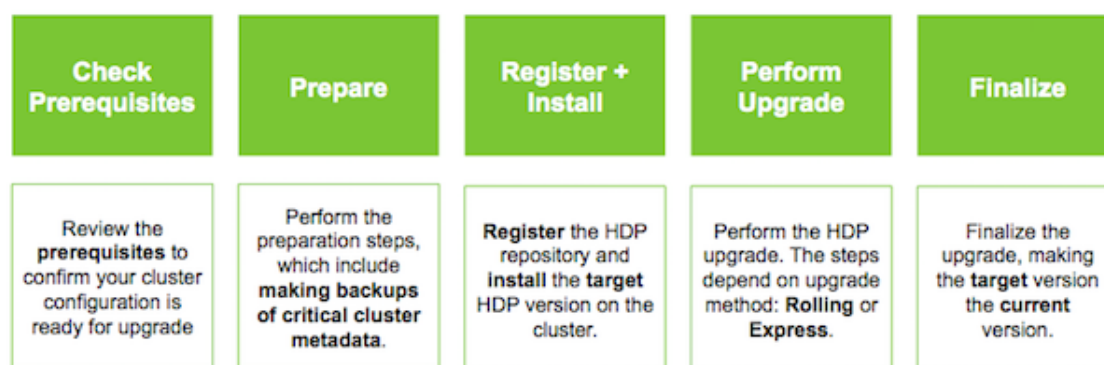 Check
Prerequisites
Prepare
Register +
Install
Perform
Upgrade
Finalize
Review the
prerequisites to
confirm your cluster
configuration is
ready for upgrade
Perform the
preparation steps,
which include
making backups
of critical cluster
metadata.
Register the HDP
repository and
install the target
HDP version on the
cluster.
Perform the HDP
upgrade. The steps
depend on upgrade
method: Rolling or
Express.
Finalize the
upgrade, making
the target version
the current
version.